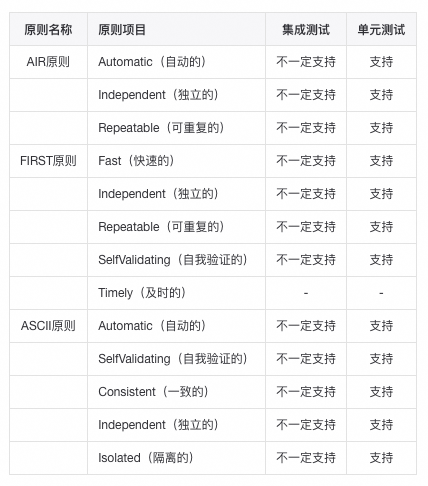 原则名称 原则项目 集成测试 单元测试
AIR原则 Automatic（自动的） 不一定支持 支持
Independent（独立的） 不一定支持 支持
Repeatable（可重复的） 不一定支持 支持
FIRST原则 Fast（快速的） 不一定支持 支持
Independent（独立的） 不一定支持 支持
Repeatable（可重复的） 不一定支持 支持
SelfValidating（自我验证的） 不一定支持 支持
Timely（及时的） - -
ASCII原则 Automatic（自动的） 不一定支持 支持
SelfValidating（自我验证的） 不一定支持 支持
Consistent（一致的） 不一定支持 支持
Independent（独立的） 不一定支持 支持
Isolated（隔离的） 不一定支持 支持